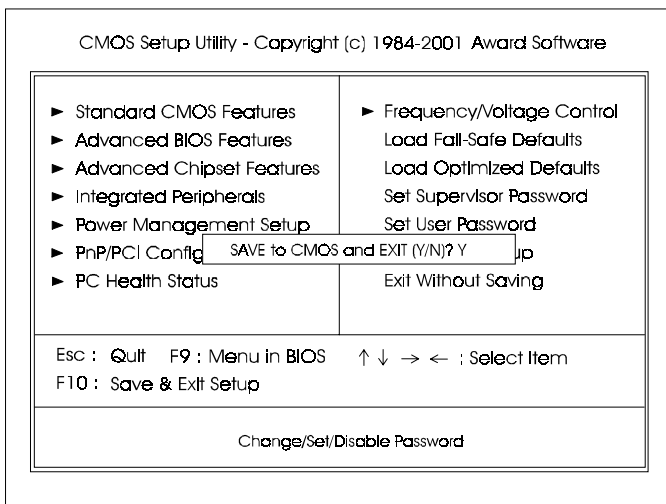 CMOS Setup Utility - Copyright (c) 1984-2001 Award Software
► Standard CMOS Features
► Advanced BIOS Features
► Advanced Chipset Features
► Integrated Peripherals
► Power Management Setup
► PnP/PCI Config
► PC Health Status
► Frequency/Voltage Control
Load Fail-Safe Defaults
Load Optimized Defaults
Set Supervisor Password
Set User Password
up
Exit Without Saving
SAVE to CMOS and EXIT (Y/N)? Y
Esc : Quit F9 : Menu in BIOS ↑ ↓ → ← : Select Item
F10 : Save & Exit Setup
Change/Set/Disable Password